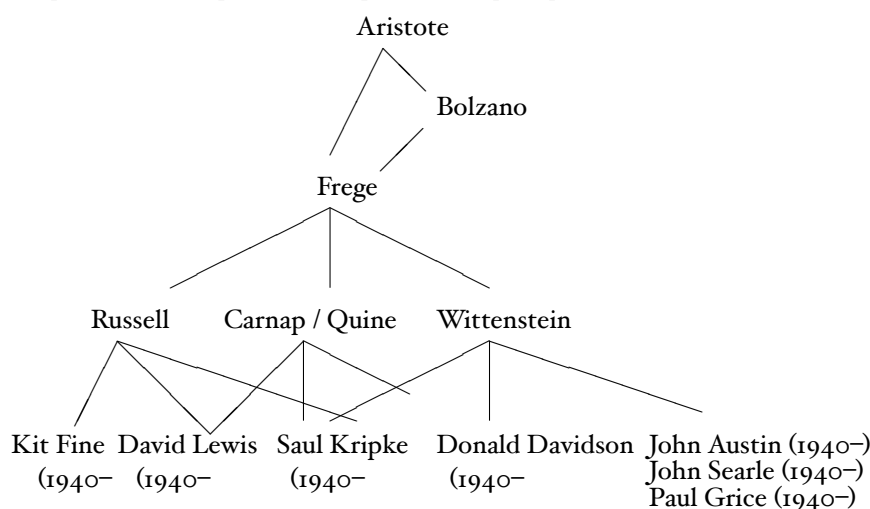 Aristote
Bolzano
Frege
Russell Carnap / Quine Wittenstein
Kit Fine David Lewis Saul Kripke Donald Davidson John Austin (1940–)
(1940– (1940– (1940– (1940– John Searle (1940–)
Paul Grice (1940–)